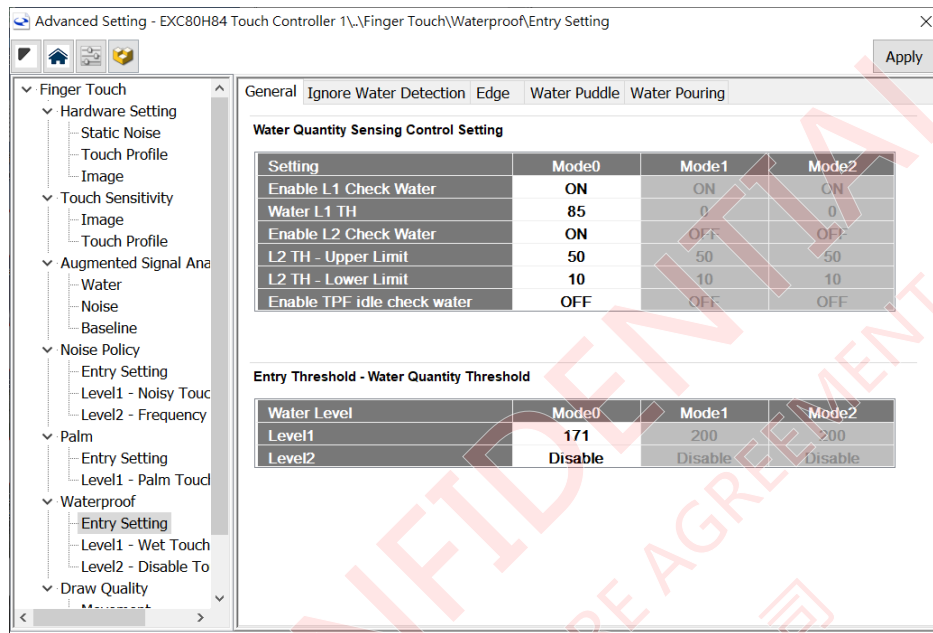 Advanced Setting - EXC80H84 Touch Controller 1\..\Finger Touch\Waterproof\Entry Setting
Apply
Finger Touch
Hardware Setting
Static Noise
Touch Profile
Image
Touch Sensitivity
Image
Touch Profile
Augmented Signal Ana
Water
Noise
Baseline
Noise Policy
Entry Setting
Level1 - Noisy Touc
Level2 - Frequency
Palm
Entry Setting
Level1 - Palm Touch
Waterproof
Entry Setting
Level1 - Wet Touch
Level2 - Disable To
Draw Quality
General Ignore Water Detection Edge Water Puddle Water Pouring
Water Quantity Sensing Control Setting
Setting Mode0 Mode1 Mode2
Enable L1 Check Water ON ON ON
Water L1 TH 85 0 0
Enable L2 Check Water ON OFF OFF
L2 TH - Upper Limit 50 50 50
L2 TH - Lower Limit 10 10 10
Enable TPF idle check water OFF OFF OFF
Entry Threshold - Water Quantity Threshold
Water Level Mode0 Mode1 Mode2
Level1 171 200 200
Level2 Disable Disable Disable
NFIDENTIAL
RE AGREEMENT
司